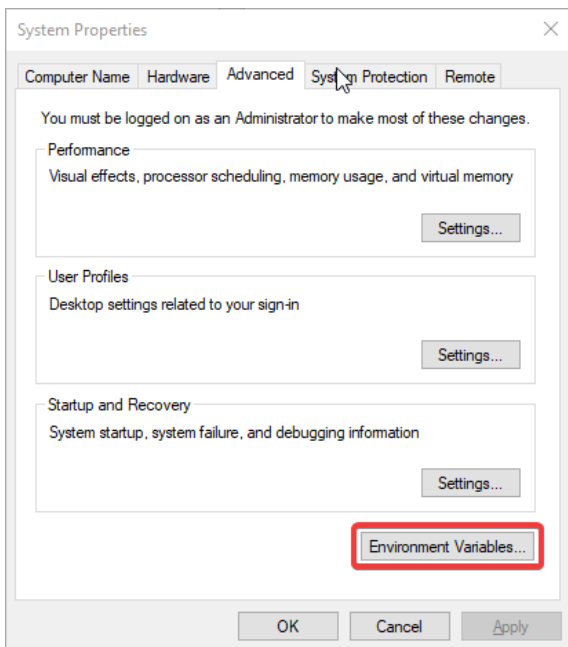 System Properties
Computer Name
Hardware
Advanced
System Protection
Remote
You must be logged on as an Administrator to make most of these changes.
Performance
Visual effects, processor scheduling, memory usage, and virtual memory
Settings...
User Profiles
Desktop settings related to your sign-in
Settings...
Startup and Recovery
System startup, system failure, and debugging information
Settings...
Environment Variables...
OK
Cancel
Apply